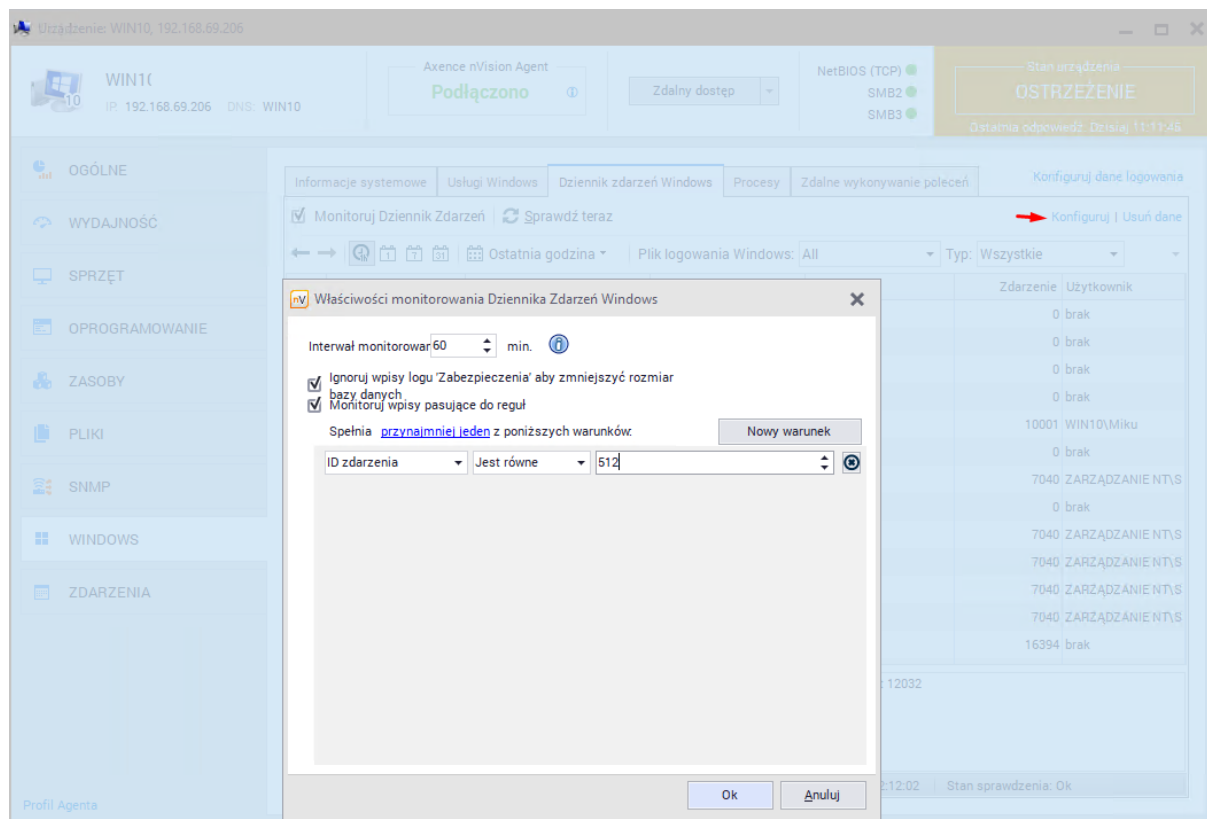 Urządzenie: WIN10, 192.168.69.206
WIN1(
10
IP: 192.168.69.206 DNS: WIN10
Axence nVision Agent
Podłączono
Zdalny dostęp
NetBIOS (TCP)
SMB2
SMB3
Stan urządzenia
OSTRZEŻENIE
Ostatnia odpowiedź: Dzisiaj 11:11:46
OGÓLNE
WYDAJNOŚĆ
SPRZĘT
OPROGRAMOWANIE
ZASOBY
PLIKI
SNMP
WINDOWS
ZDARZENIA
Profil Agenta
Informacje systemowe
Usługi Windows
Dziennik zdarzeń Windows
Procesy
Zdalne wykonywanie poleceń
Konfiguruj dane logowania
Monitoruj Dziennik Zdarzeń
Sprawdź teraz
Konfiguruj | Usuń dane
1 7 31
Ostatnia godzina
Plik logowania Windows: All
Typ: Wszystkie
Zdarzenie Użytkownik
0 brak
0 brak
0 brak
0 brak
10001 WIN10\Miku
0 brak
7040 ZARZĄDZANIE NT\S
0 brak
7040 ZARZĄDZANIE NT\S
7040 ZARZĄDZANIE NT\S
7040 ZARZĄDZANIE NT\S
7040 ZARZĄDZANIE NT\S
16394 brak
: 12032
2:12:02 Stan sprawdzenia: Ok
nV Właściwości monitorowania Dziennika Zdarzeń Windows
Interwał monitorowar 60 min.
Ignoruj wpisy logu 'Zabezpieczenia' aby zmniejszyć rozmiar
bazy danych
Monitoruj wpisy pasujące do reguł
Spełnia przynajmniej jeden z poniższych warunków:
Nowy warunek
ID zdarzenia Jest równe 512
Ok
Anuluj